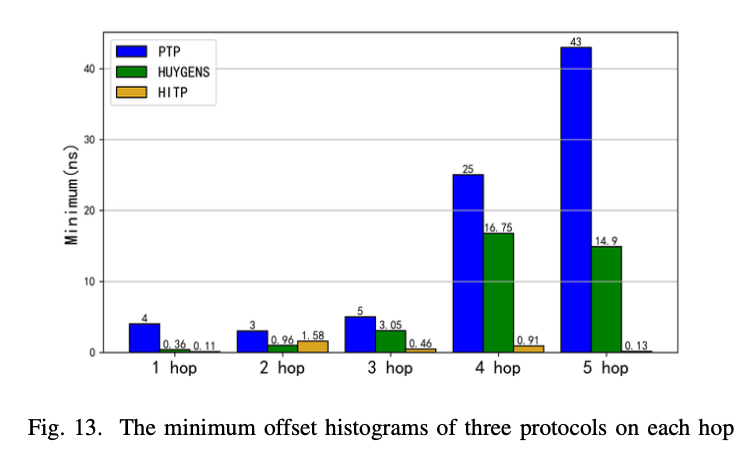 PTP
HUYGENS
HITP
Minimum(ns)
40
30
20
10
0
4
0.36
0.11
3
0.96
1.58
5
3.05
0.46
25
16.75
0.91
43
14.9
0.13
1 hop
2 hop
3 hop
4 hop
5 hop
Fig. 13. The minimum offset histograms of three protocols on each hop